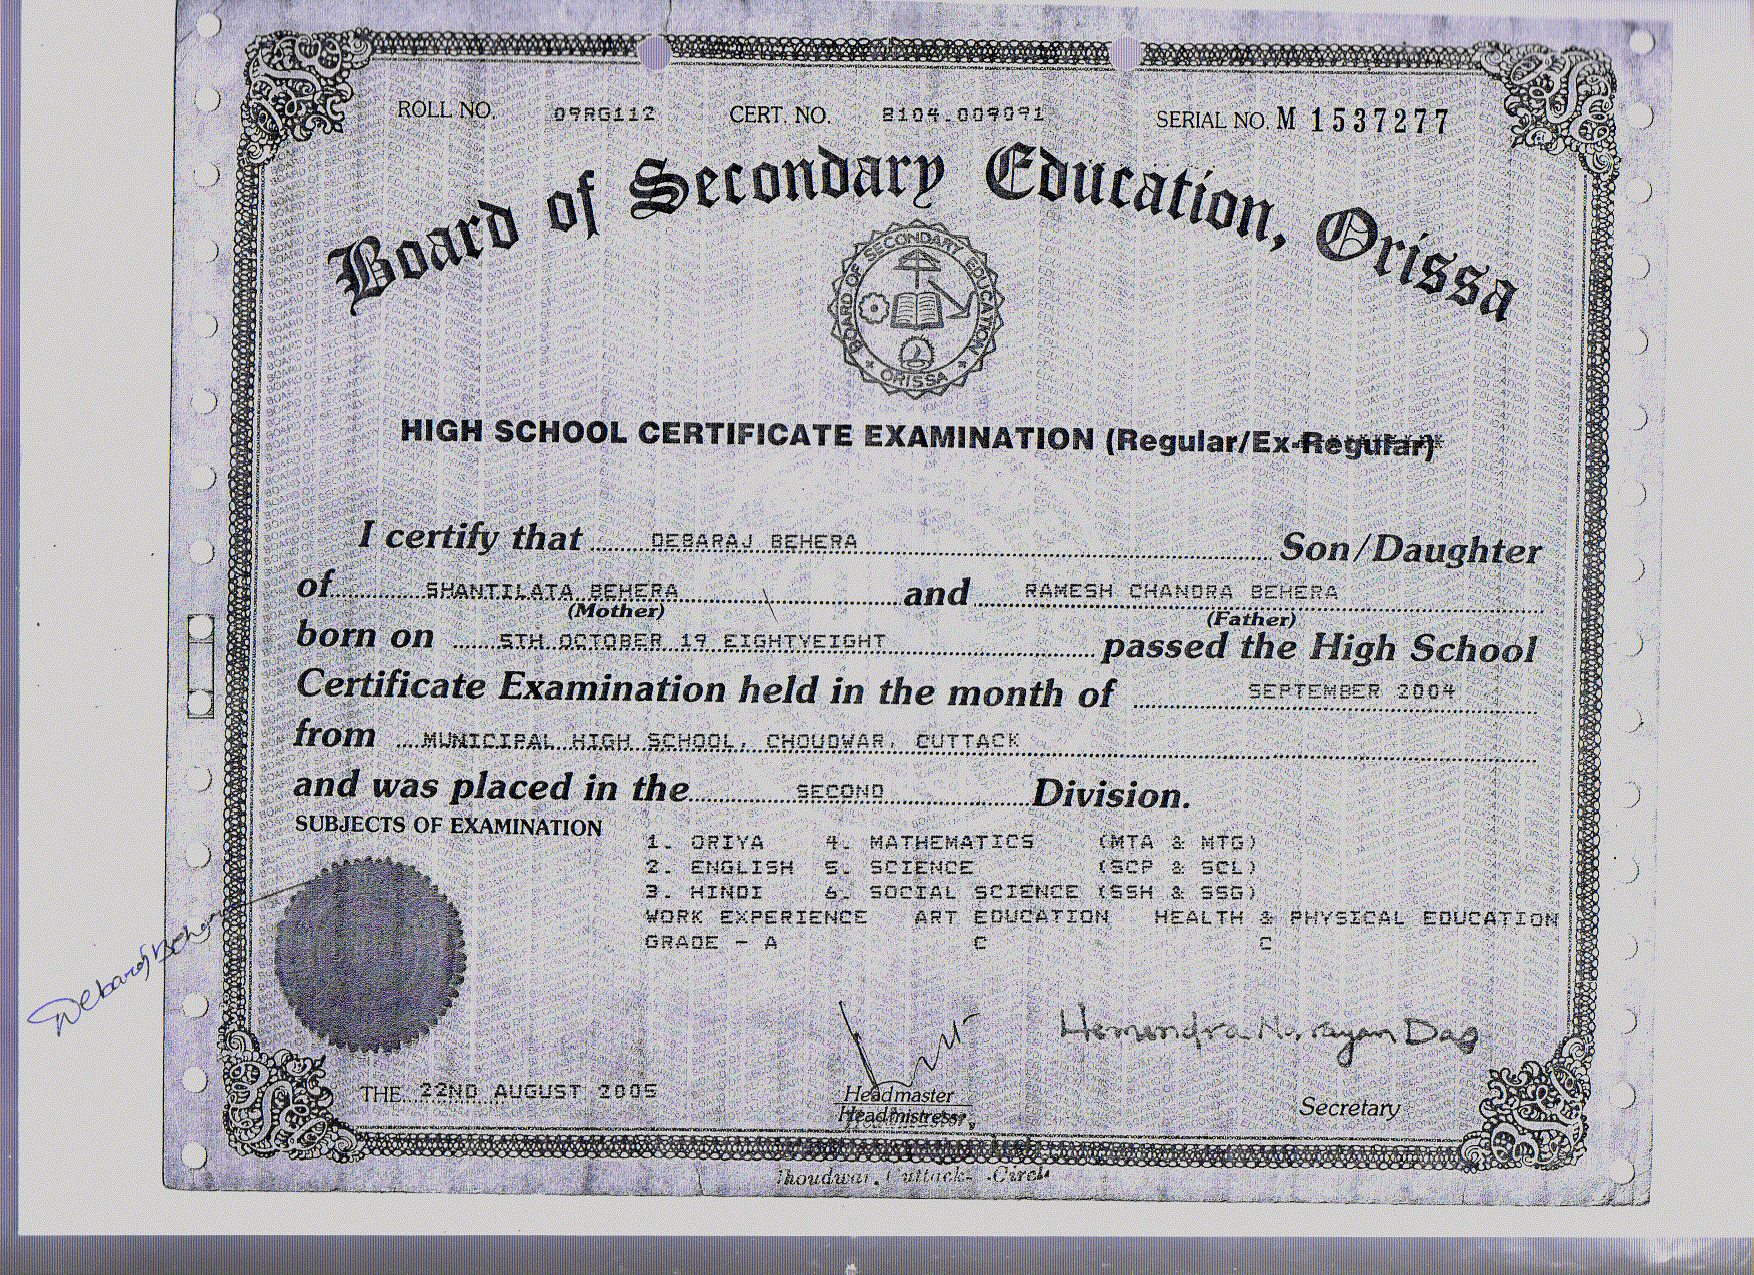 ROLL NO. 09RG112 CERT. NO. 8104.009091 SERIAL NO. M 1537277
Board of Secondary Education, Orissa
BOARD OF SECONDARY EDUCATION
ORISSA
HIGH SCHOOL CERTIFICATE EXAMINATION (Regular/Ex-Regular)
I certify that DEBARAJ BEHERA Son/Daughter
of SHANTILATA BEHERA and RAMESH CHANDRA BEHERA
(Mother) (Father)
born on 5TH OCTOBER 19 EIGHTYEIGHT passed the High School
Certificate Examination held in the month of SEPTEMBER 2004
from MUNICIPAL HIGH SCHOOL, CHOUDWAR, CUTTACK
and was placed in the SECOND Division.
SUBJECTS OF EXAMINATION
1. ORIYA 4. MATHEMATICS (MTA & MTG)
2. ENGLISH 5. SCIENCE (SCP & SCL)
3. HINDI 6. SOCIAL SCIENCE (SSH & SSG)
WORK EXPERIENCE ART EDUCATION HEALTH & PHYSICAL EDUCATION
GRADE - A C C
Debaraj Behera
Hemendra Narayan Das
THE 22ND AUGUST 2005
Headmaster
Headmistress
Secretary
Choudwar, Cuttack-Circle